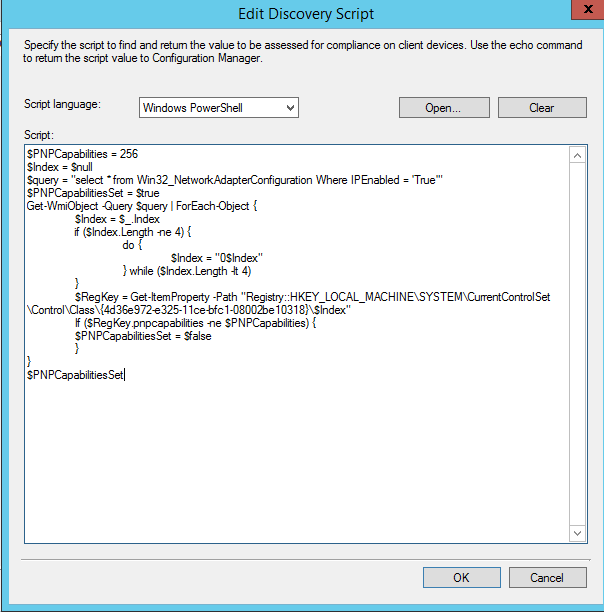 Edit Discovery Script
x
Specify the script to find and return the value to be assessed for compliance on client devices. Use the echo command
to return the script value to Configuration Manager.
Script language:
Windows PowerShell
Open...
Clear
Script:
$PNPCapabilities = 256
$Index = $null
$query = "select * from Win32_NetworkAdapterConfiguration Where IPEnabled = 'True'"
$PNPCapabilitiesSet = $true
Get-WmiObject -Query $query | ForEach-Object {
$Index = $_.Index
if ($Index.Length -ne 4) {
do {
$Index = "0$Index"
} while ($Index.Length -lt 4)
}
$RegKey = Get-ItemProperty -Path "Registry::HKEY_LOCAL_MACHINE\SYSTEM\CurrentControlSet
\Control\Class\{4d36e972-e325-11ce-bfc1-08002be10318}\$Index"
If ($RegKey.pnpcapabilities -ne $PNPCapabilities) {
$PNPCapabilitiesSet = $false
}
}
$PNPCapabilitiesSet
OK
Cancel